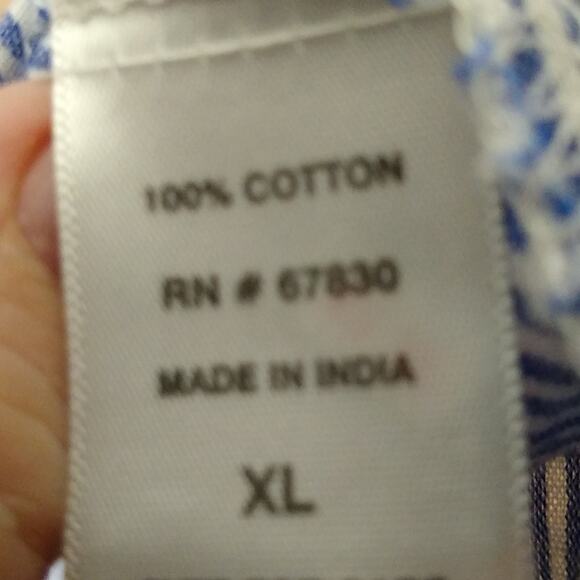 100% COTTON
RN # 67830
MADE IN INDIA
XL